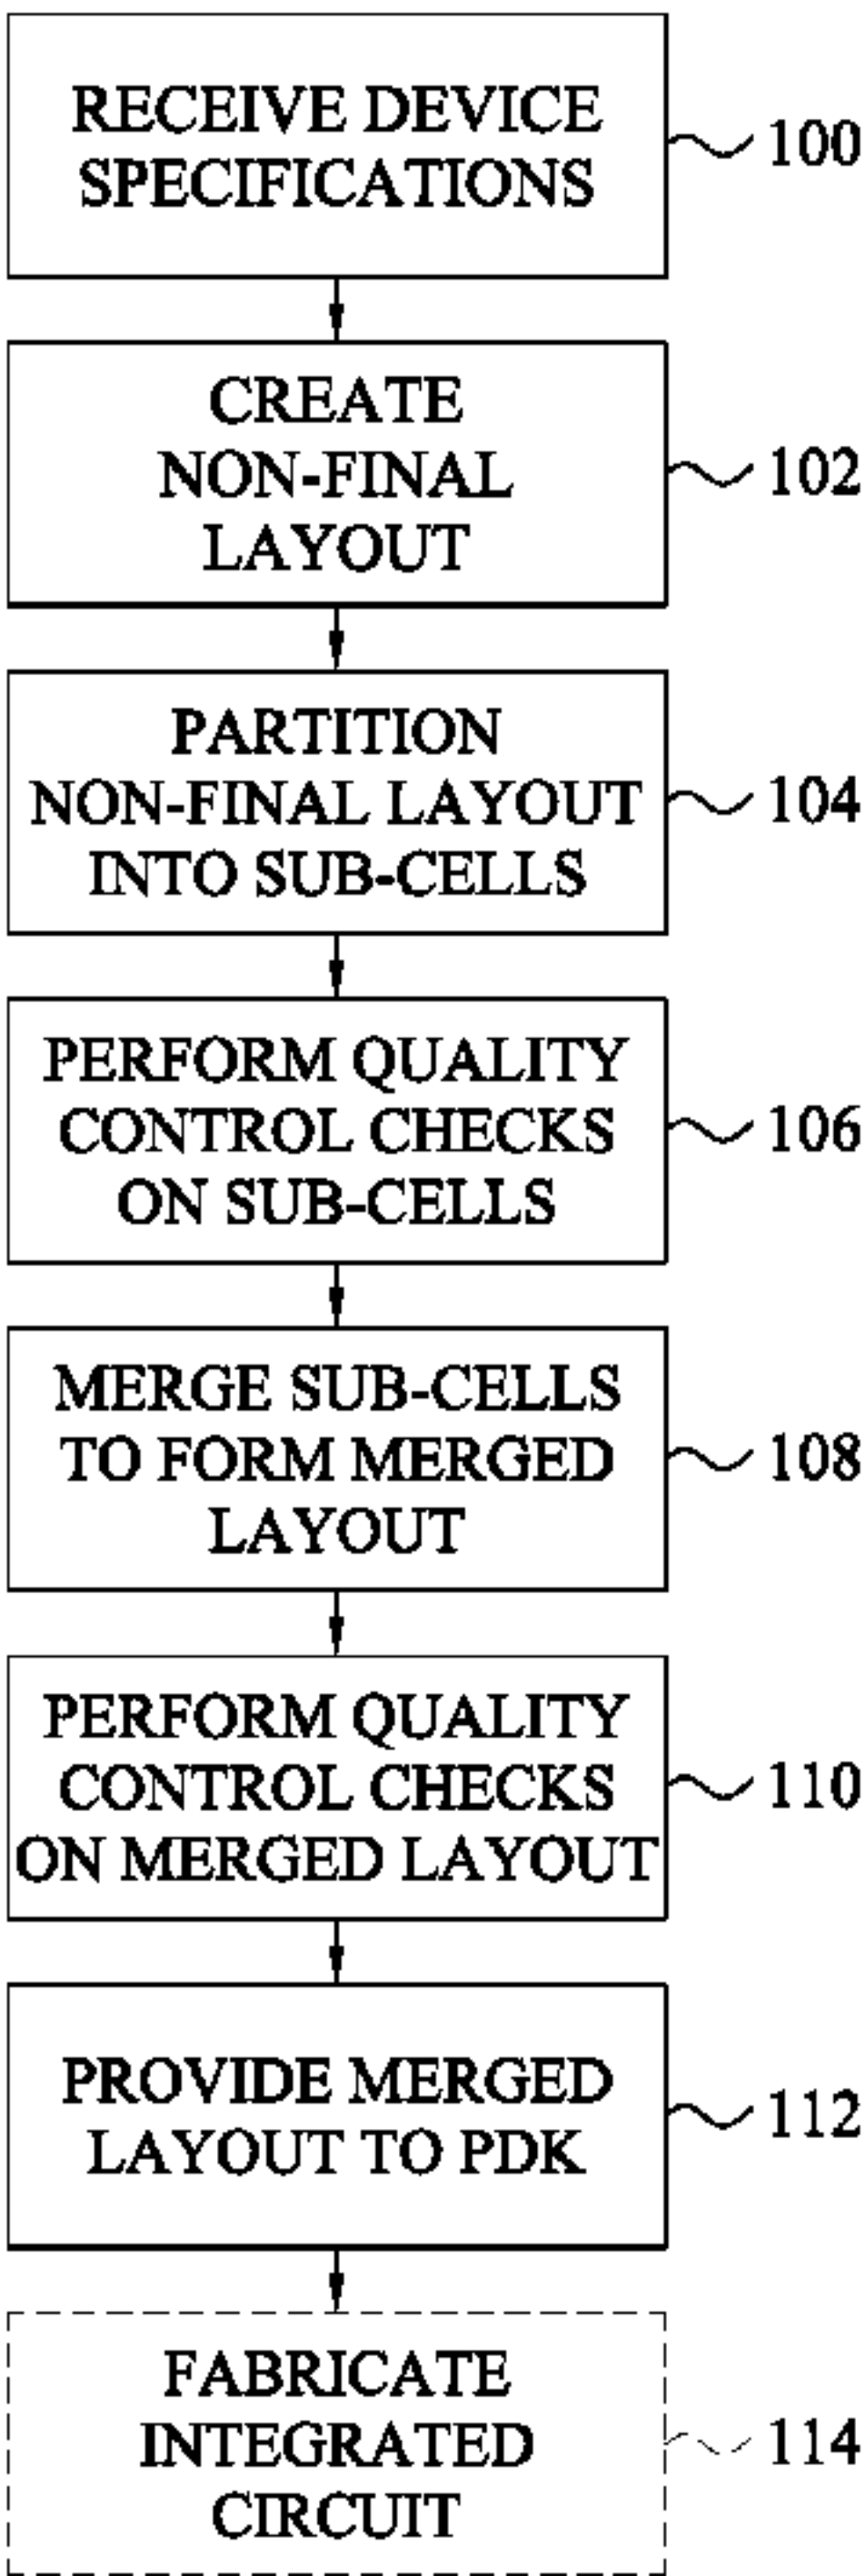 RECEIVE DEVICE
SPECIFICATIONS
100
CREATE
NON-FINAL
LAYOUT
102
PARTITION
NON-FINAL LAYOUT
INTO SUB-CELLS
104
PERFORM QUALITY
CONTROL CHECKS
ON SUB-CELLS
106
MERGE SUB-CELLS
TO FORM MERGED
LAYOUT
108
PERFORM QUALITY
CONTROL CHECKS
ON MERGED LAYOUT
110
PROVIDE MERGED
LAYOUT TO PDK
112
FABRICATE
INTEGRATED
CIRCUIT
114